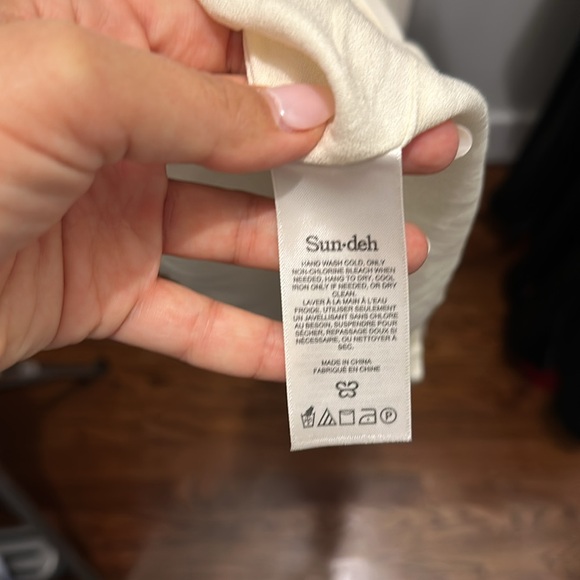 Sun·deh
HAND WASH COLD, ONLY
NON-CHLORINE BLEACH WHEN
NEEDED, HANG TO DRY, COOL
IRON ONLY IF NEEDED, OR DRY
CLEAN.
LAVER À LA MAIN À L'EAU
FROIDE. UTILISER SEULEMENT
UN JAVELLISANT SANS CHLORE
AU BESOIN, SUSPENDRE POUR
SÉCHER, REPASSAGE DOUX SI
NÉCESSAIRE, OU NETTOYER À
SEC.
MADE IN CHINA
FABRIQUÉ EN CHINE
P